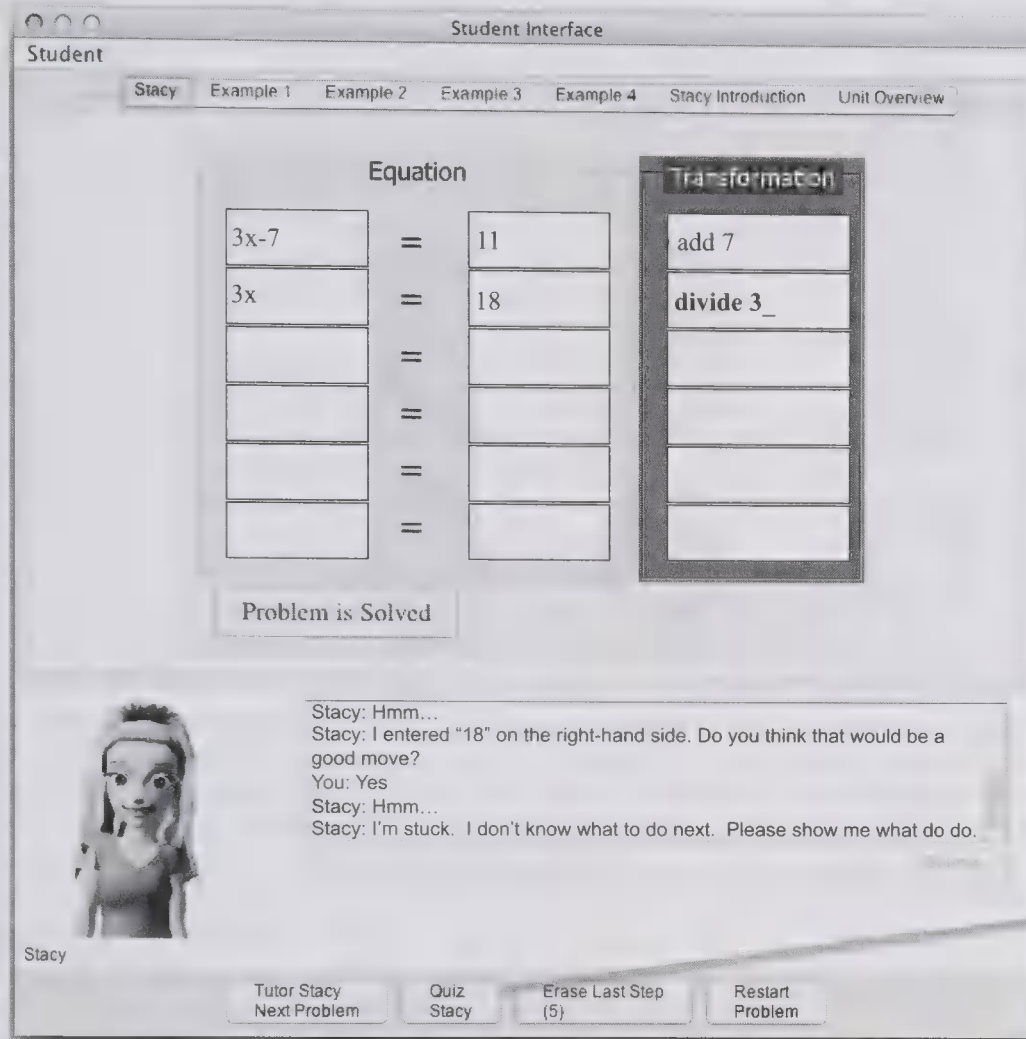 Student Interface
Student
Stacy Example 1 Example 2 Example 3 Example 4 Stacy Introduction Unit Overview
Equation Transformation
3x-7 = 11 add 7
3x = 18 divide 3_
=
=
=
=
Problem is Solved
Stacy: Hmm...
Stacy: I entered "18" on the right-hand side. Do you think that would be a
good move?
You: Yes
Stacy: Hmm...
Stacy: I'm stuck. I don't know what to do next. Please show me what do do.
Stacy
Tutor Stacy
Next Problem
Quiz
Stacy
Erase Last Step
(5)
Restart
Problem